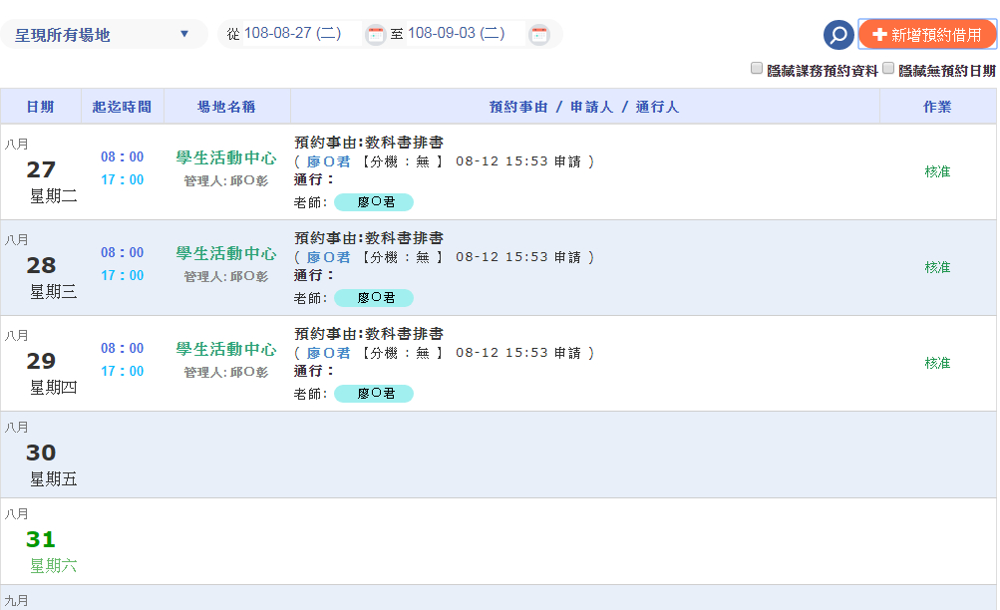 呈現所有場地 ▼ 從 108-08-27 (二) 至 108-09-03 (二) 新增預約借用
隱藏課務預約資料 隱藏無預約日期
日期 起迄時間 場地名稱 預約事由 / 申請人 / 通行人 作業
八月
27
星期二
08：00
17：00
學生活動中心
管理人: 邱O彰
預約事由:教科書排書
( 廖O君 【分機：無 】 08-12 15:53 申請 )
通行：
老師: 廖O君
核准
八月
28
星期三
08：00
17：00
學生活動中心
管理人: 邱O彰
預約事由:教科書排書
( 廖O君 【分機：無 】 08-12 15:53 申請 )
通行：
老師: 廖O君
核准
八月
29
星期四
08：00
17：00
學生活動中心
管理人: 邱O彰
預約事由:教科書排書
( 廖O君 【分機：無 】 08-12 15:53 申請 )
通行：
老師: 廖O君
核准
八月
30
星期五
八月
31
星期六
九月